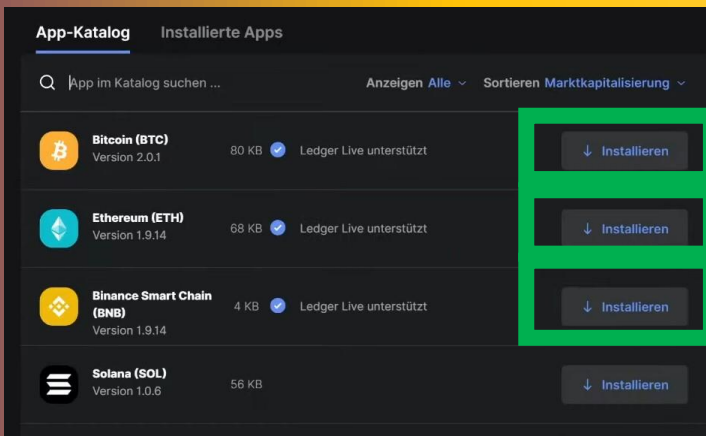 App-Katalog Installierte Apps
App im Katalog suchen ... Anzeigen Alle Sortieren Marktkapitalisierung
Bitcoin (BTC)
Version 2.0.1
80 KB Ledger Live unterstützt Installieren
Ethereum (ETH)
Version 1.9.14
68 KB Ledger Live unterstützt Installieren
Binance Smart Chain
(BNB)
Version 1.9.14
4 KB Ledger Live unterstützt Installieren
Solana (SOL)
Version 1.0.6
56 KB Installieren